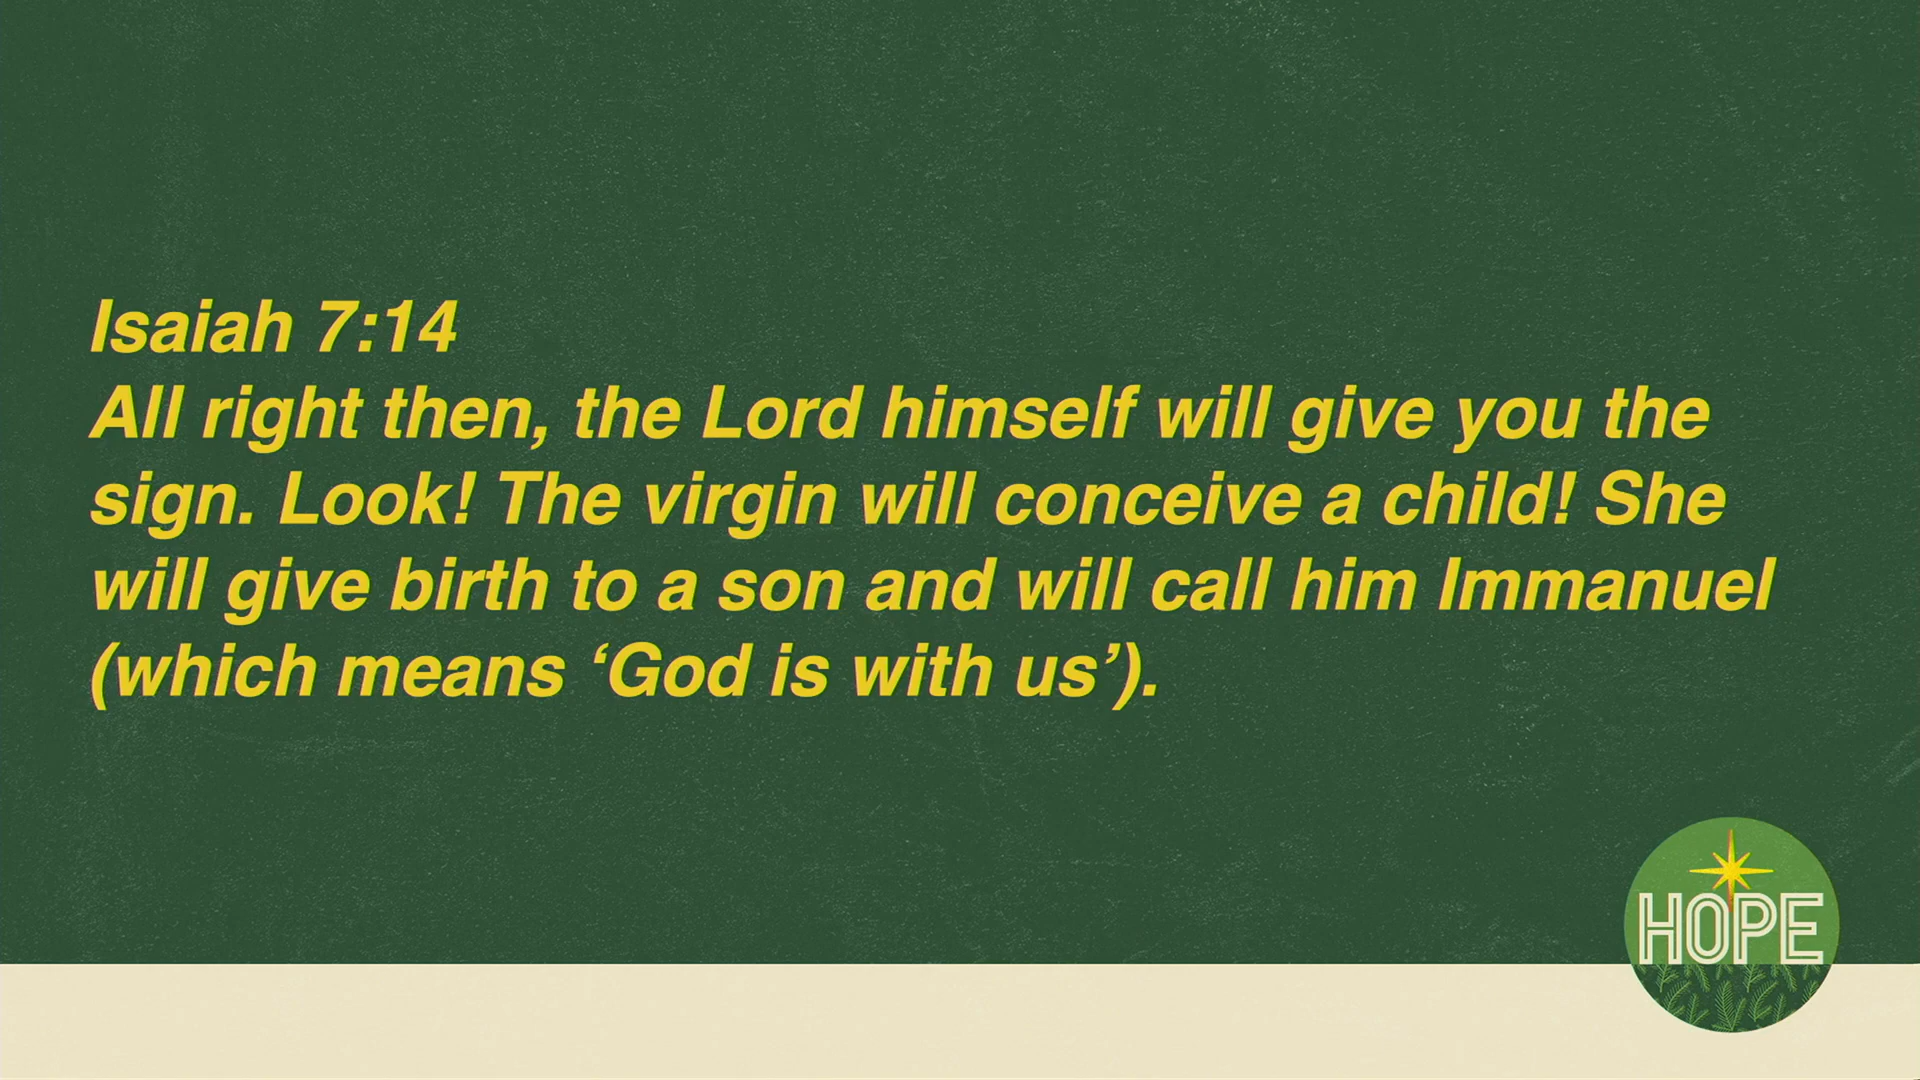 Isaiah 7:14
All right then, the Lord himself will give you the
sign. Look! The virgin will conceive a child! She
will give birth to a son and will call him Immanuel
(which means ‘God is with us’).
HOPE